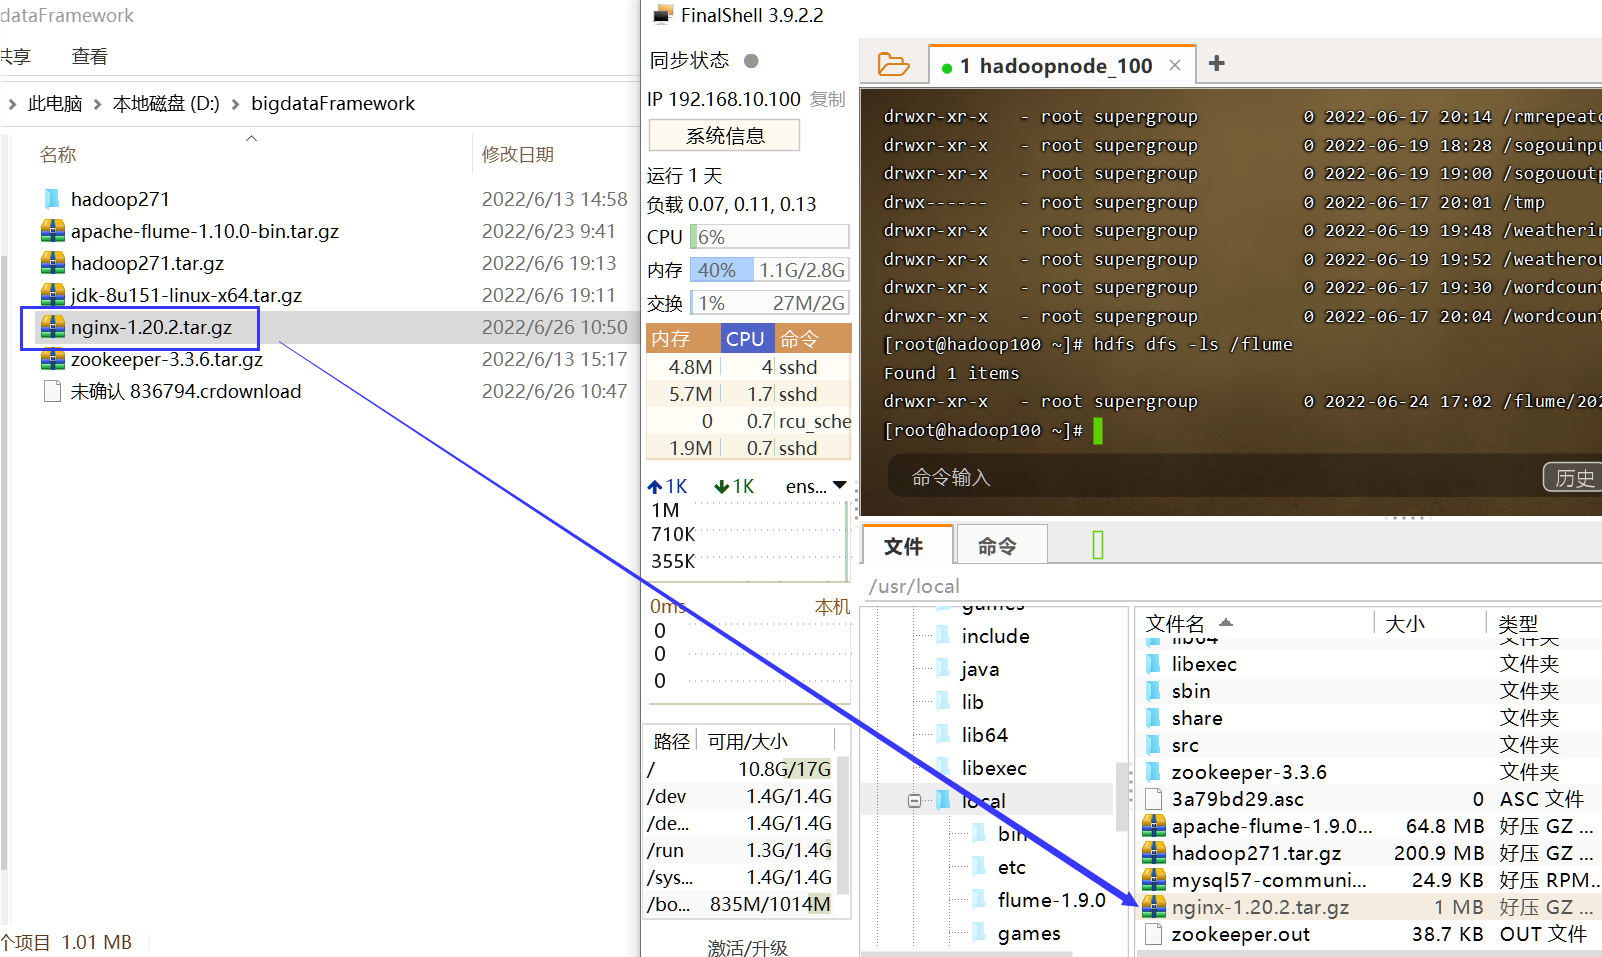 dataFramework
共享 查看
此电脑 › 本地磁盘 (D:) › bigdataFramework
名称 修改日期
hadoop271 2022/6/13 14:58
apache-flume-1.10.0-bin.tar.gz 2022/6/23 9:41
hadoop271.tar.gz 2022/6/6 19:13
jdk-8u151-linux-x64.tar.gz 2022/6/6 19:11
nginx-1.20.2.tar.gz 2022/6/26 10:50
zookeeper-3.3.6.tar.gz 2022/6/13 15:17
未确认 836794.crdownload 2022/6/26 10:47
个项目 1.01 MB
FinalShell 3.9.2.2
同步状态
IP 192.168.10.100 复制
系统信息
运行 1 天
负载 0.07, 0.11, 0.13
CPU 6%
内存 40% 1.1G/2.8G
交换 1% 27M/2G
内存 CPU 命令
4.8M 4 sshd
5.7M 1.7 sshd
0 0.7 rcu_sche
1.9M 0.7 sshd
1K 1K ens...
1M
710K
355K
0ms 本机
0
0
0
路径 可用/大小
/ 10.8G/17G
/dev 1.4G/1.4G
/de... 1.4G/1.4G
/run 1.3G/1.4G
/sys... 1.4G/1.4G
/bo... 835M/1014M
激活/升级
1 hadoopnode_100 × +
drwxr-xr-x - root supergroup 0 2022-06-17 20:14 /rmrepeat
drwxr-xr-x - root supergroup 0 2022-06-19 18:28 /sogouinpu
drwxr-xr-x - root supergroup 0 2022-06-19 19:00 /sogououtp
drwx------ - root supergroup 0 2022-06-17 20:01 /tmp
drwxr-xr-x - root supergroup 0 2022-06-19 19:48 /weatherin
drwxr-xr-x - root supergroup 0 2022-06-19 19:52 /weatherou
drwxr-xr-x - root supergroup 0 2022-06-17 19:30 /wordcount
drwxr-xr-x - root supergroup 0 2022-06-17 20:04 /wordcount
[root@hadoop100 ~]# hdfs dfs -ls /flume
Found 1 items
drwxr-xr-x - root supergroup 0 2022-06-24 17:02 /flume/202
[root@hadoop100 ~]#
命令输入 历史
文件 命令
/usr/local
games
include
java
lib
lib64
libexec
local
bin
etc
flume-1.9.0
games
文件名 大小 类型
lib64 文件夹
libexec 文件夹
sbin 文件夹
share 文件夹
src 文件夹
zookeeper-3.3.6 文件夹
3a79bd29.asc 0 ASC 文件
apache-flume-1.9.0... 64.8 MB 好压 GZ ...
hadoop271.tar.gz 200.9 MB 好压 GZ ...
mysql57-communi... 24.9 KB 好压 RPM..
nginx-1.20.2.tar.gz 1 MB 好压 GZ ...
zookeeper.out 38.7 KB OUT 文件